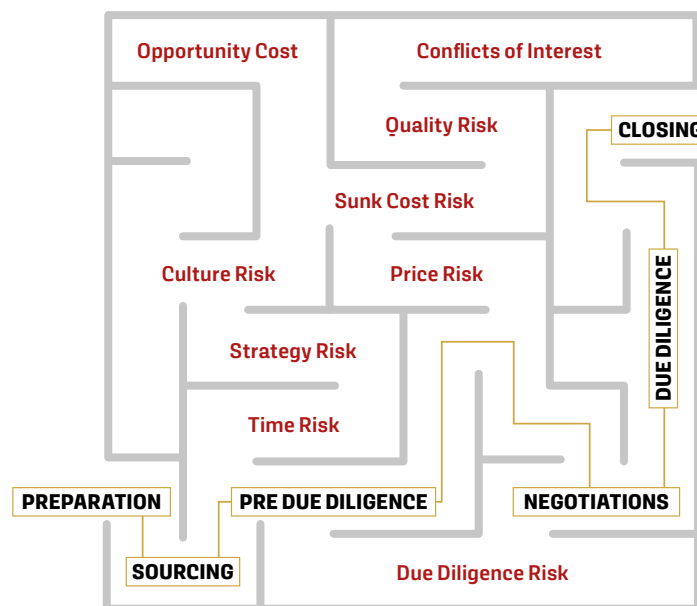 Opportunity Cost
Conflicts of Interest
Quality Risk
CLOSING
Sunk Cost Risk
Culture Risk
Price Risk
DUE DILIGENCE
Strategy Risk
Time Risk
PREPARATION
PRE DUE DILIGENCE
NEGOTIATIONS
SOURCING
Due Diligence Risk